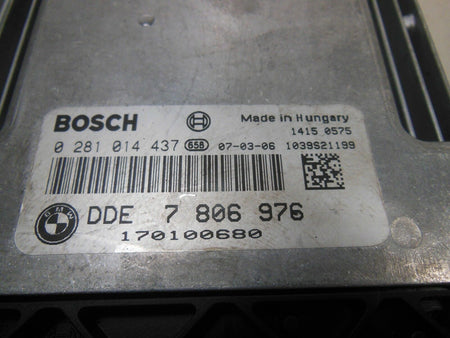 BOSCH Made in Hungary
1415 0575
0 281 014 437 658 07-03-06 1039S21199
BMW DDE 7 806 976
170100680